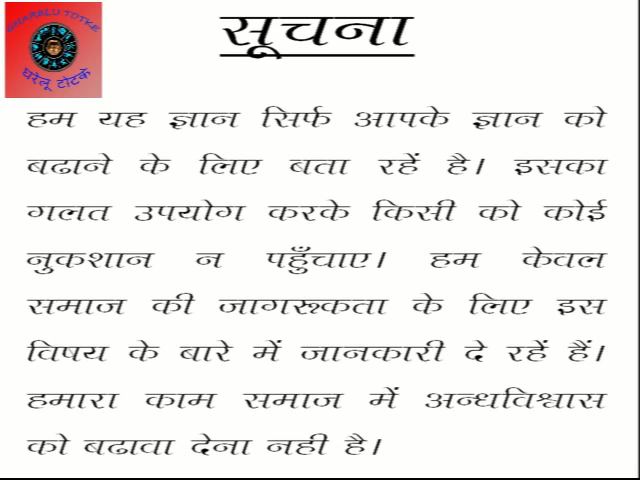 GHARELU TOTKE
घरेलू टोटके
सूचना
हम यह ज्ञान सिर्फ आपके ज्ञान को
बढाने के लिए बता रहें है। इसका
गलत उपयोग करके किसी को कोई
नुकशान न पहुँचाए। हम केवल
समाज की जागरूकता के लिए इस
विषय के बारे में जानकारी दे रहें हैं।
हमारा काम समाज में अन्धविश्वास
को बढावा देना नही है।